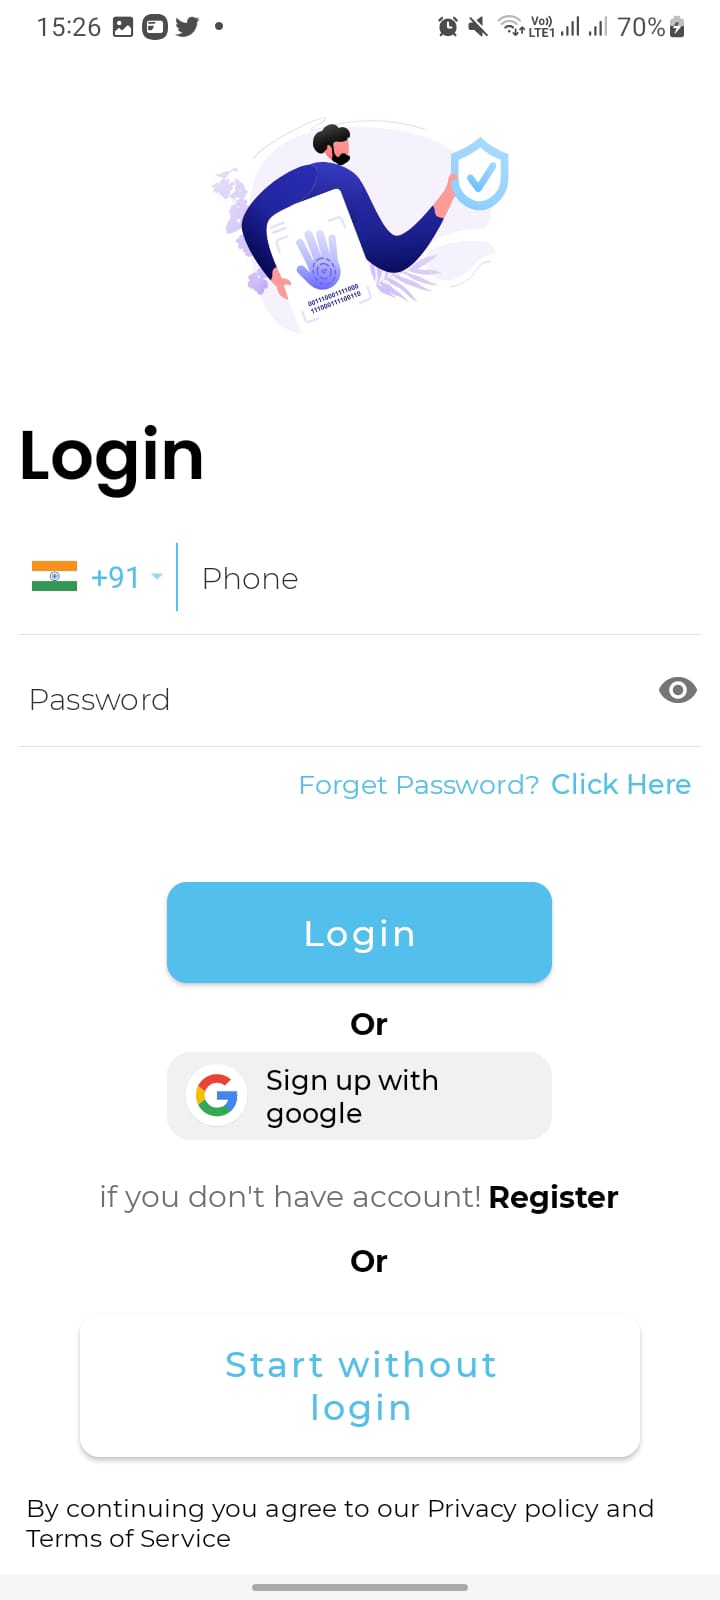 15:26
Vo)) LTE1 70%
001110001111000
111000111100110
Login
+91 Phone
Password
Forget Password? Click Here
Login
Or
Sign up with
google
if you don't have account! Register
Or
Start without
login
By continuing you agree to our Privacy policy and
Terms of Service